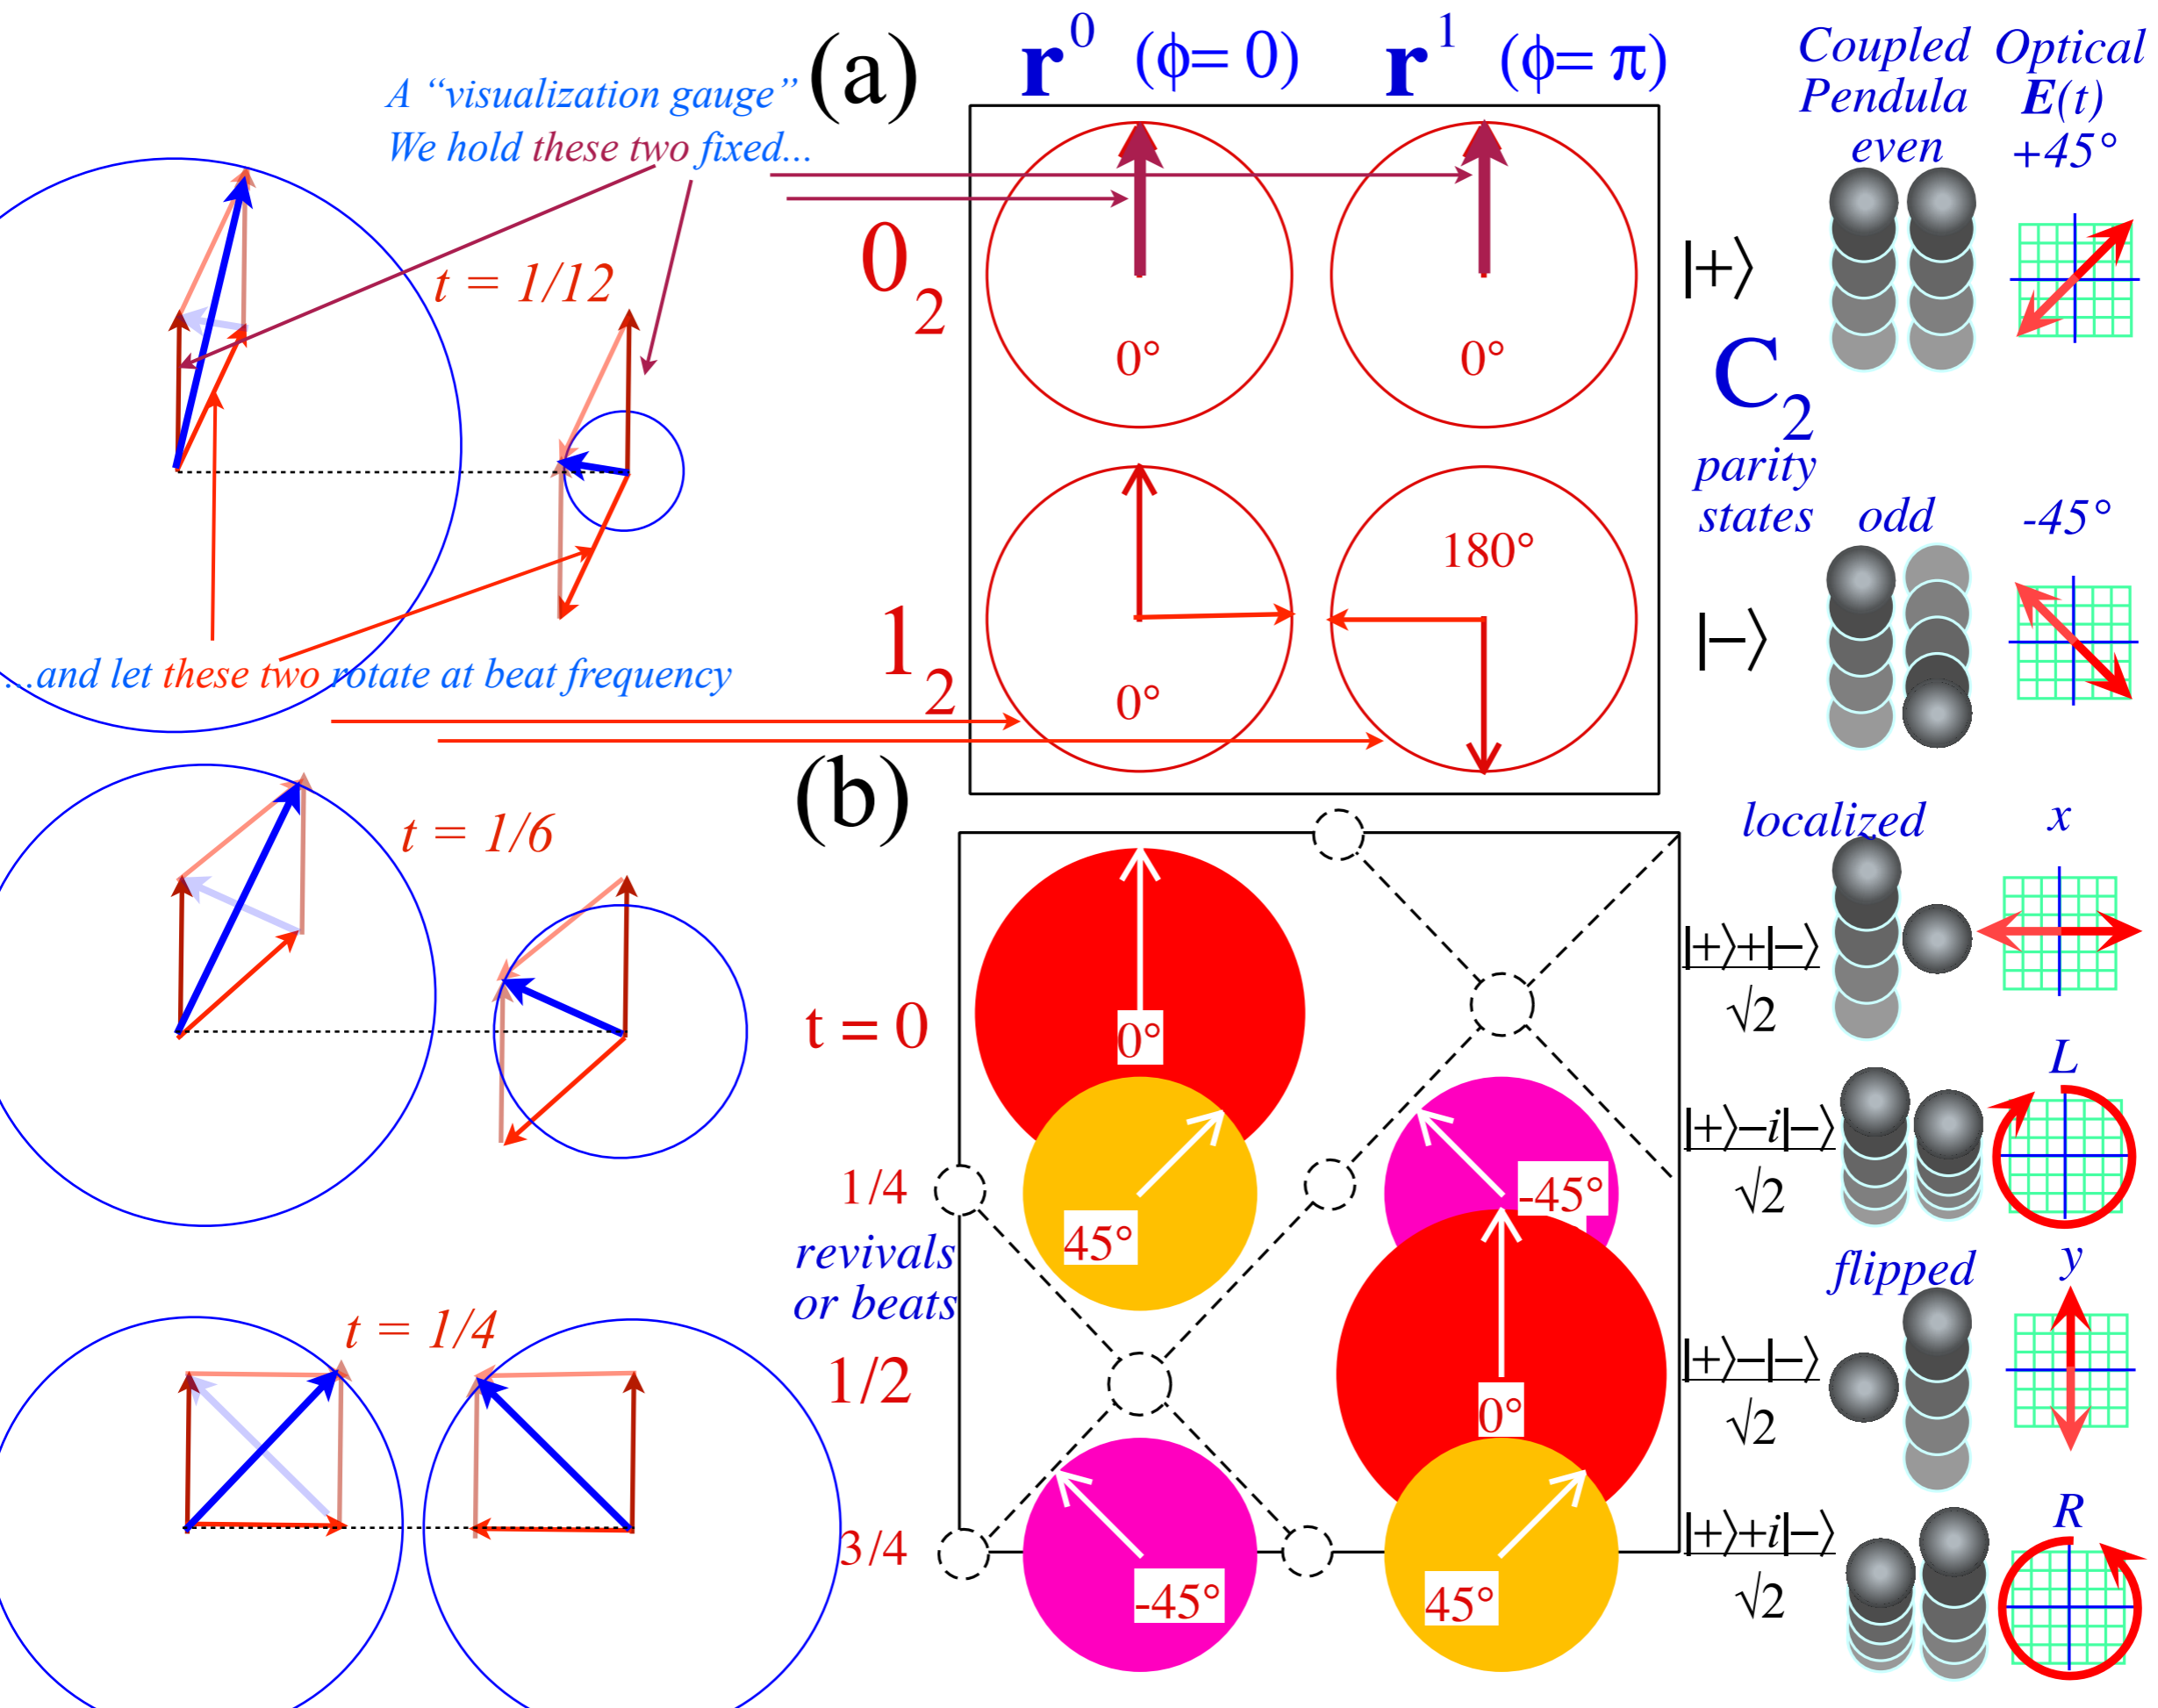 A “visualization gauge”
We hold these two fixed...
(a)
r⁰ (ϕ= 0)
r¹ (ϕ= π)
Coupled
Pendula
even
Optical
E(t)
+45°
t = 1/12
0₂
0°
0°
|+⟩
C₂
parity
states
odd
-45°
180°
1₂
0°
|−⟩
...and let these two rotate at beat frequency
(b)
t = 1/6
localized
x
t = 0
0°
|+⟩+|−⟩
√2
L
1/4
45°
-45°
|+⟩−i|−⟩
√2
revivals
or beats
flipped
y
t = 1/4
1/2
0°
|+⟩−|−⟩
√2
R
3/4
-45°
45°
|+⟩+i|−⟩
√2